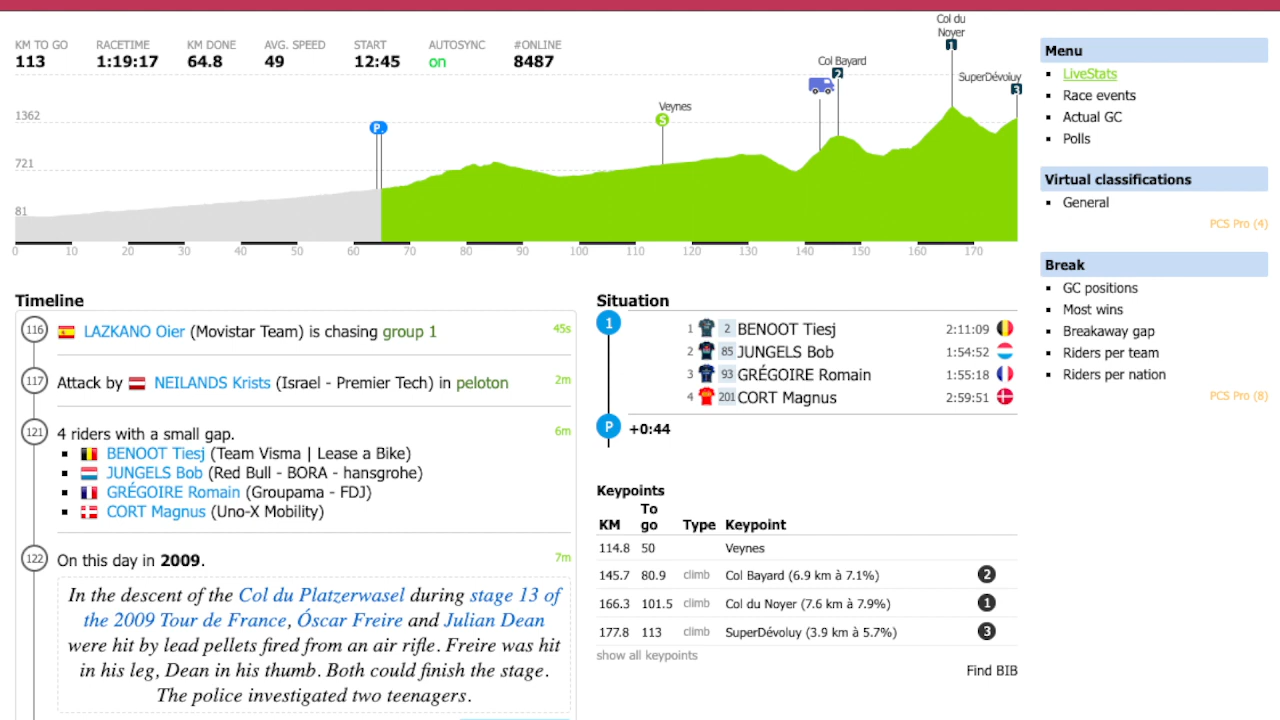 KM TO GO RACETIME KM DONE AVG. SPEED START AUTOSYNC #ONLINE
113 1:19:17 64.8 49 12:45 on 8487
Col du
Noyer
1
Col Bayard
2
SuperDévoluy
3
Veynes
S
P
1362
721
81
0 10 20 30 40 50 60 70 80 90 100 110 120 130 140 150 160 170
Menu
LiveStats
Race events
Actual GC
Polls
Virtual classifications
General
PCS Pro (4)
Break
GC positions
Most wins
Breakaway gap
Riders per team
Riders per nation
PCS Pro (8)
Timeline
116 LAZKANO Oier (Movistar Team) is chasing group 1 45s
117 Attack by NEILANDS Krists (Israel - Premier Tech) in peloton 2m
121 4 riders with a small gap. 6m
BENOOT Tiesj (Team Visma | Lease a Bike)
JUNGELS Bob (Red Bull - BORA - hansgrohe)
GRÉGOIRE Romain (Groupama - FDJ)
CORT Magnus (Uno-X Mobility)
122 On this day in 2009. 7m
In the descent of the Col du Platzerwasel during stage 13 of
the 2009 Tour de France, Óscar Freire and Julian Dean
were hit by lead pellets fired from an air rifle. Freire was hit
in his leg, Dean in his thumb. Both could finish the stage.
The police investigated two teenagers.
Situation
1
1 2 BENOOT Tiesj 2:11:09
2 85 JUNGELS Bob 1:54:52
3 93 GRÉGOIRE Romain 1:55:18
4 201 CORT Magnus 2:59:51
P +0:44
Keypoints
KM To go Type Keypoint
114.8 50 Veynes
145.7 80.9 climb Col Bayard (6.9 km à 7.1%) 2
166.3 101.5 climb Col du Noyer (7.6 km à 7.9%) 1
177.8 113 climb SuperDévoluy (3.9 km à 5.7%) 3
show all keypoints
Find BIB